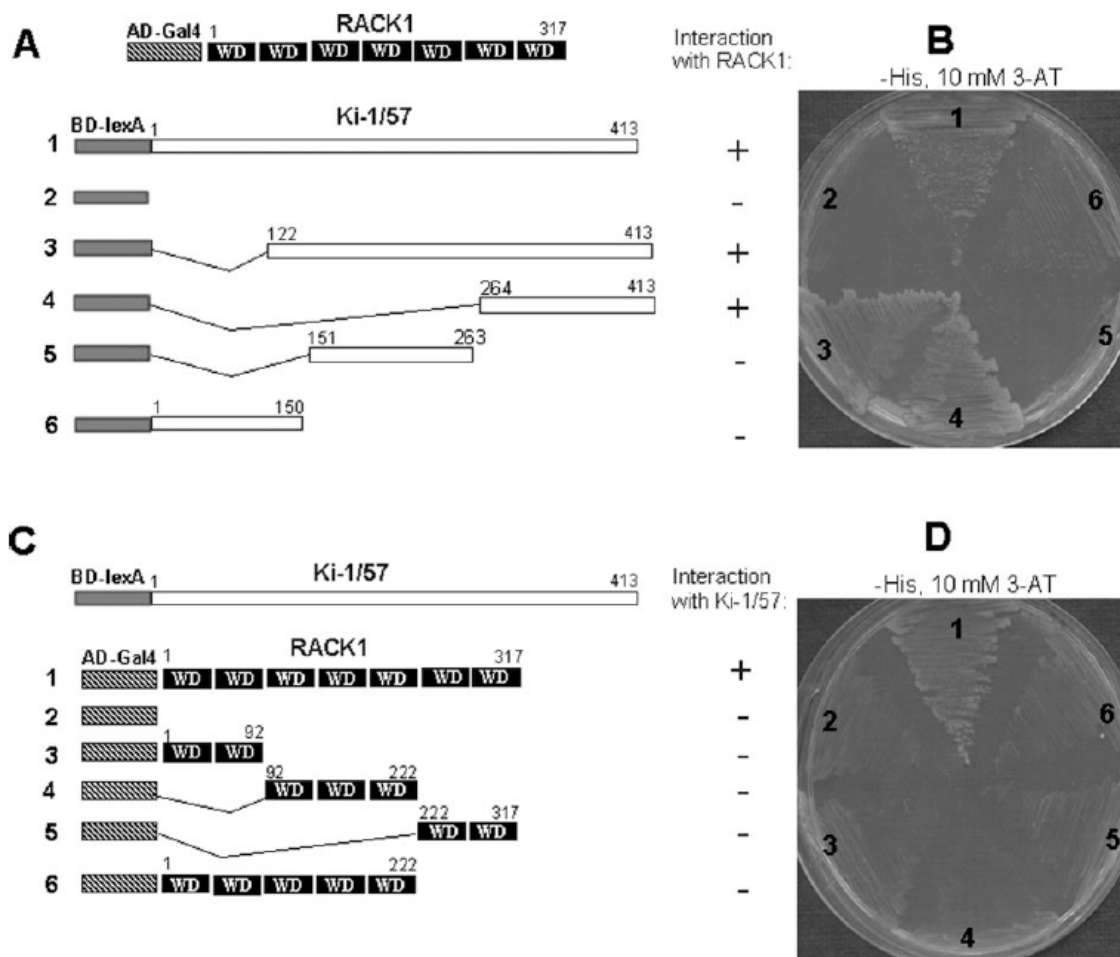 A
AD-Gal4 1 RACK1 317
WD WD WD WD WD WD WD
Interaction
with RACK1:
BD-lexA 1 Ki-1/57 413
1 +
2 -
3 122 413 +
4 264 413 +
5 151 263 -
6 1 150 -
B
-His, 10 mM 3-AT
1
2
6
3
5
4
C
BD-lexA 1 Ki-1/57 413
Interaction
with Ki-1/57:
AD-Gal4 1 RACK1 317
1 WD WD WD WD WD WD WD +
2 -
1 92
3 WD WD -
92 222
4 WD WD WD -
222 317
5 WD WD -
1 222
6 WD WD WD WD WD -
D
-His, 10 mM 3-AT
1
2
6
3
5
4